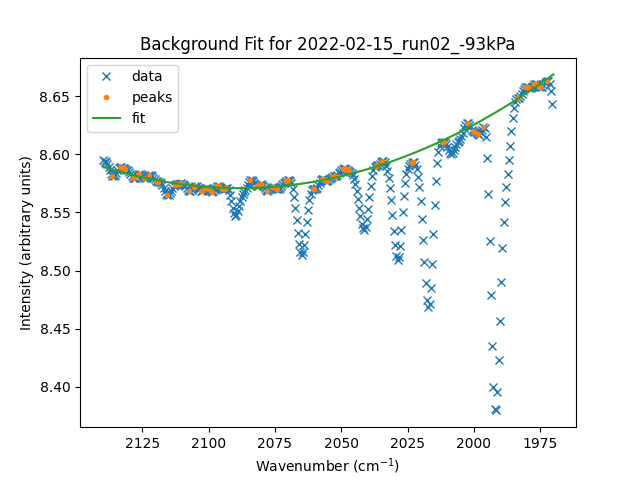 Background Fit for 2022-02-15_run02_-93kPa
data
peaks
fit
8.65
8.60
8.55
8.50
8.45
8.40
Intensity (arbitrary units)
2125 2100 2075 2050 2025 2000 1975
Wavenumber (cm⁻¹)